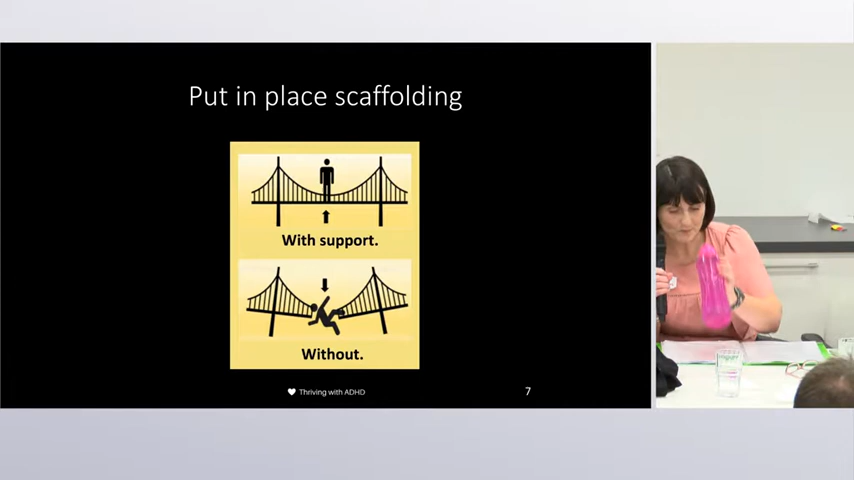 Put in place scaffolding
With support.
Without.
Thriving with ADHD
7